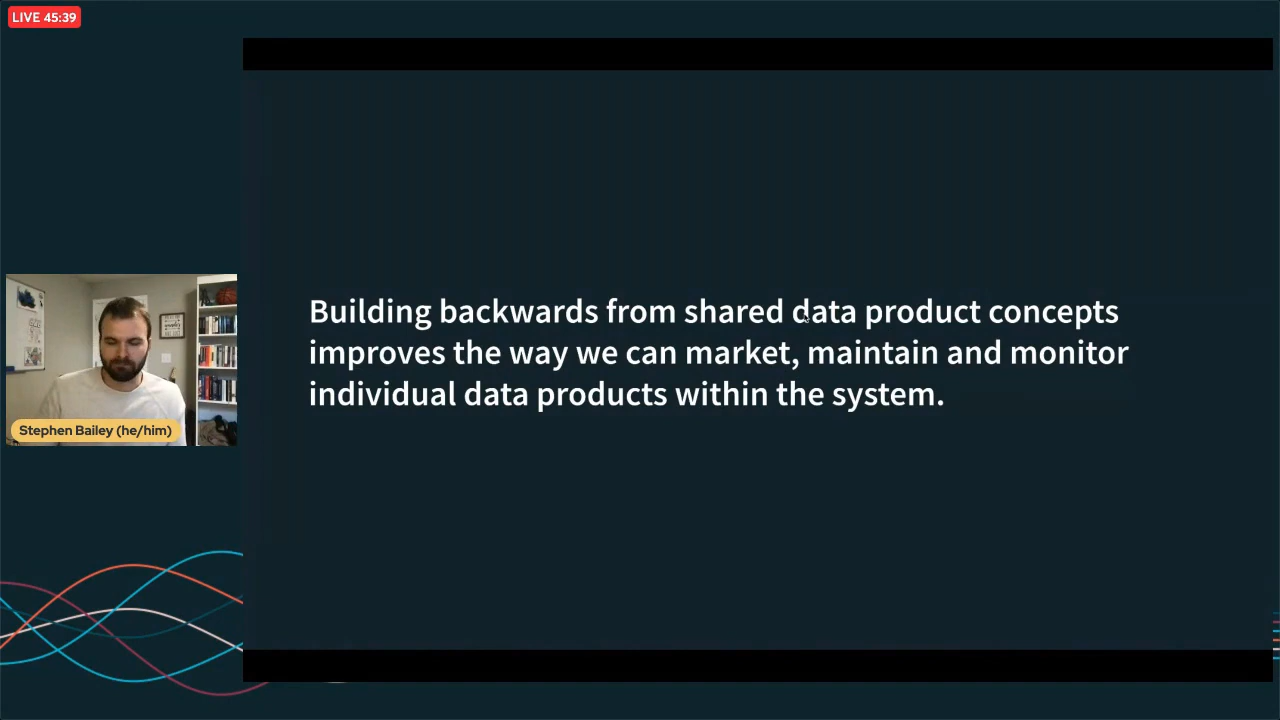 LIVE 45:39
Building backwards from shared data product concepts
improves the way we can market, maintain and monitor
individual data products within the system.
Stephen Bailey (he/him)